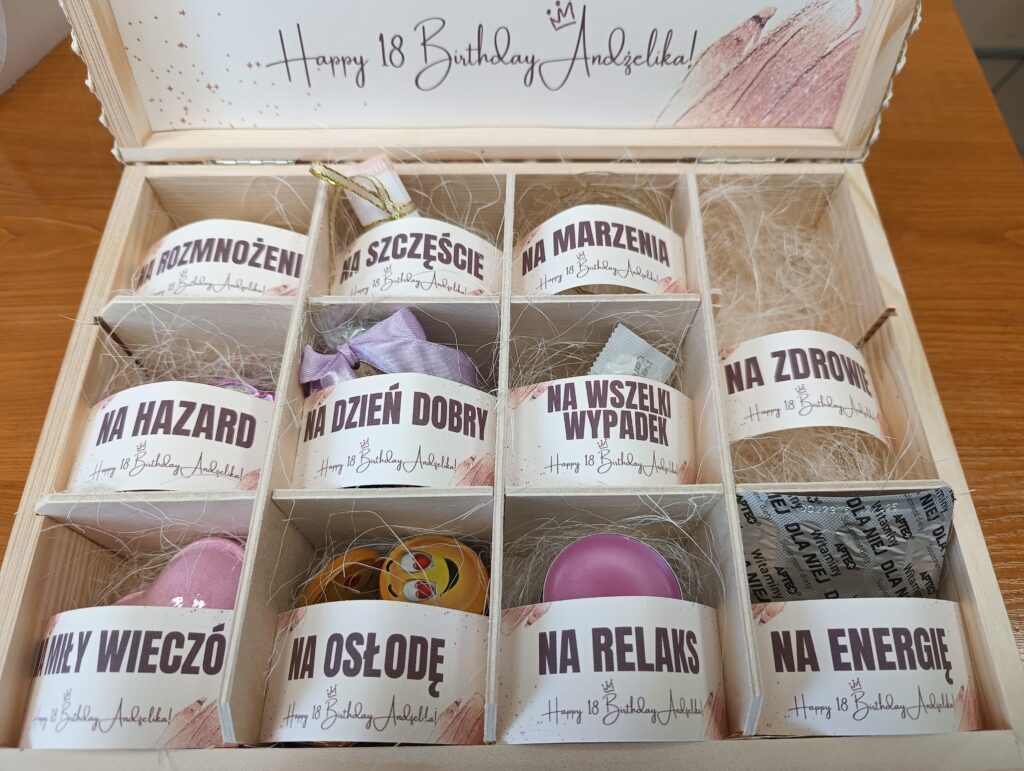 Happy 18 Birthday Andżelika!
NA ROZMNOŻENI
Happy 18 Birthday Andżelika!
NA SZCZĘŚCIE
Happy 18 Birthday Andżelika!
NA MARZENIA
Happy 18 Birthday Andżelika!
NA ZDROWIE
Happy 18 Birthday Andżelika!
NA HAZARD
Happy 18 Birthday Andżelika!
NA DZIEŃ DOBRY
Happy 18 Birthday Andżelika!
NA WSZELKI
WYPADEK
Happy 18 Birthday Andżelika!
NA MIŁY WIECZÓ
Happy 18 Birthday Andżelika!
NA OSŁODĘ
Happy 18 Birthday Andżelika!
NA RELAKS
Happy 18 Birthday Andżelika!
APTEO
Witaminy
DLA NIEJ
NA ENERGIĘ
Happy 18 Birthday Andżelika!